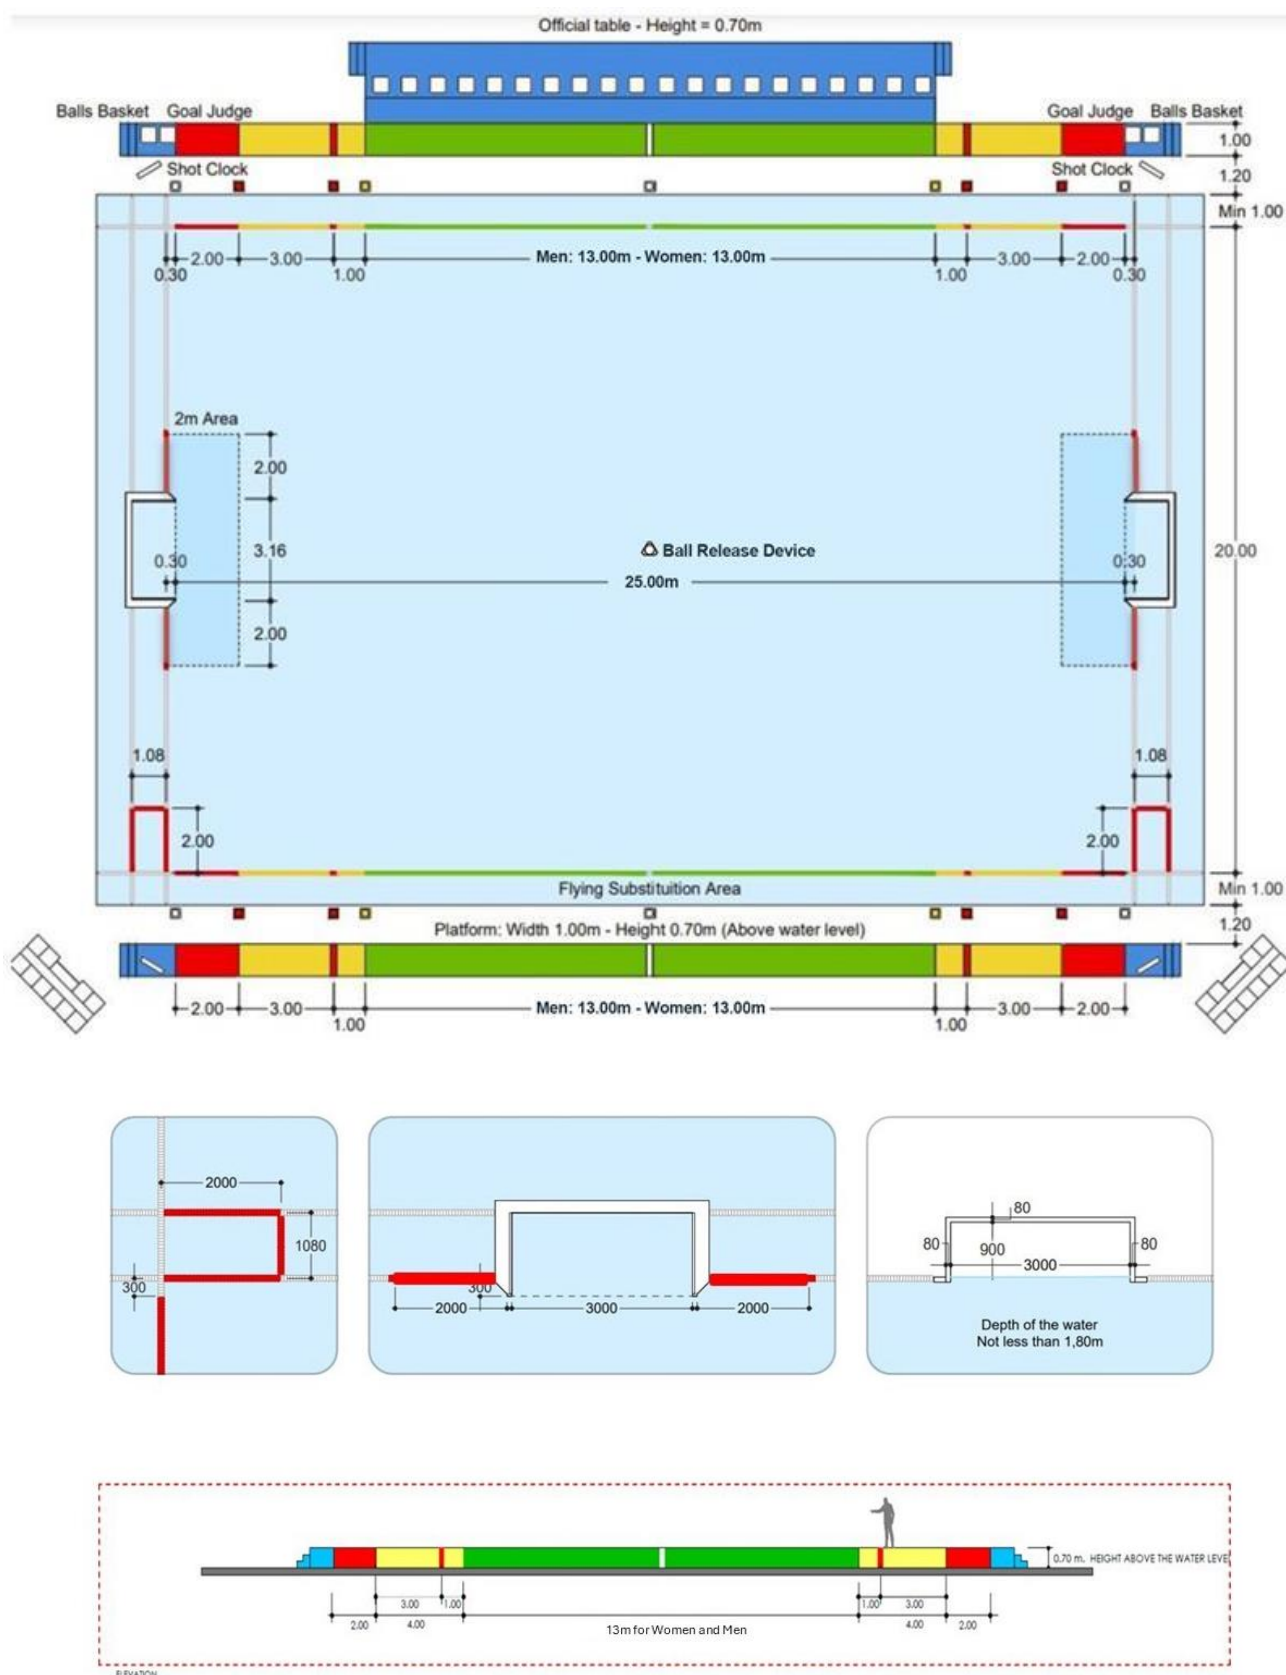 Official table - Height = 0.70m
Balls Basket Goal Judge Goal Judge Balls Basket
1.00
Shot Clock Shot Clock
1.20
Min 1.00
2.00 3.00 Men: 13.00m - Women: 13.00m 3.00 2.00
0.30 1.00 1.00 0.30
2m Area
2.00
3.16 Ball Release Device 20.00
0.30 0.30
25.00m
2.00
1.08 1.08
2.00 2.00
Flying Substituition Area Min 1.00
1.20
Platform: Width 1.00m - Height 0.70m (Above water level)
2.00 3.00 Men: 13.00m - Women: 13.00m 3.00 2.00
1.00 1.00
2000
1080
300
300
2000 3000 2000
80
80 900 80
3000
Depth of the water
Not less than 1,80m
0.70 m. HEIGHT ABOVE THE WATER LEVE
3.00 1.00 1.00 3.00
2.00 4.00 13m for Women and Men 4.00 2.00
ELEVATION